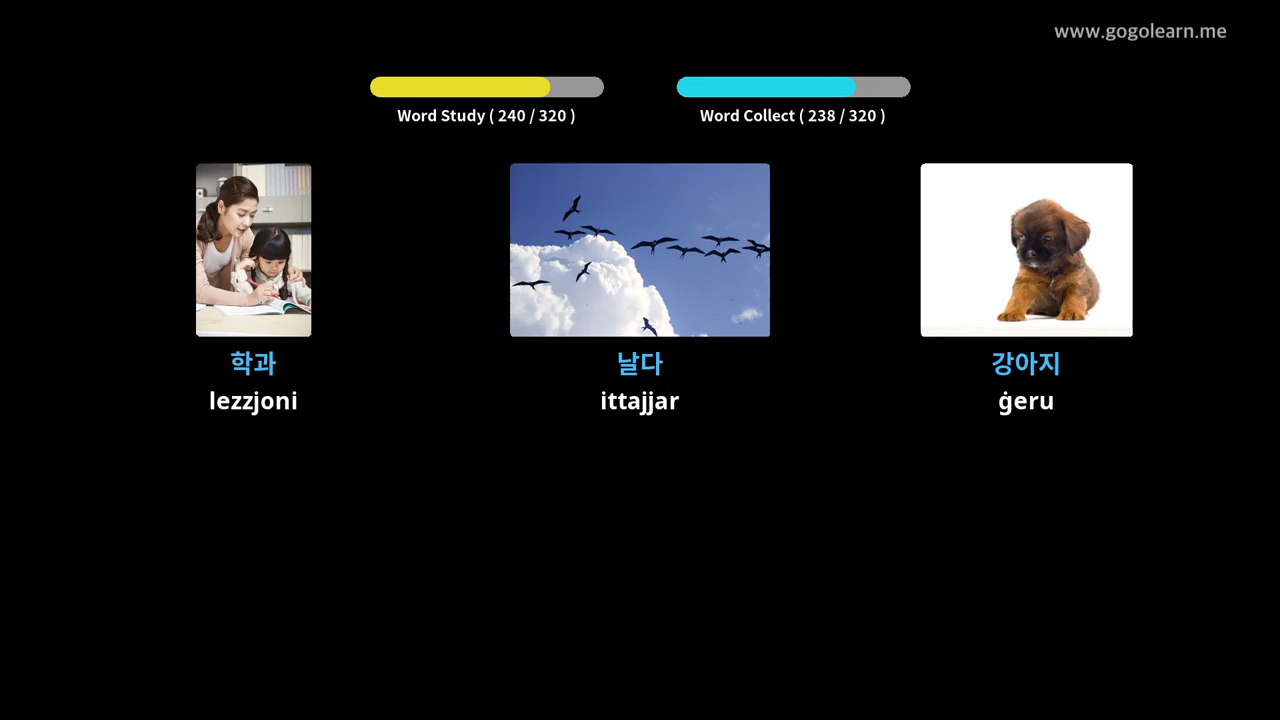 www.gogolearn.me
Word Study ( 240 / 320 )
Word Collect ( 238 / 320 )
학과
lezzjoni
날다
ittajjar
강아지
ġeru